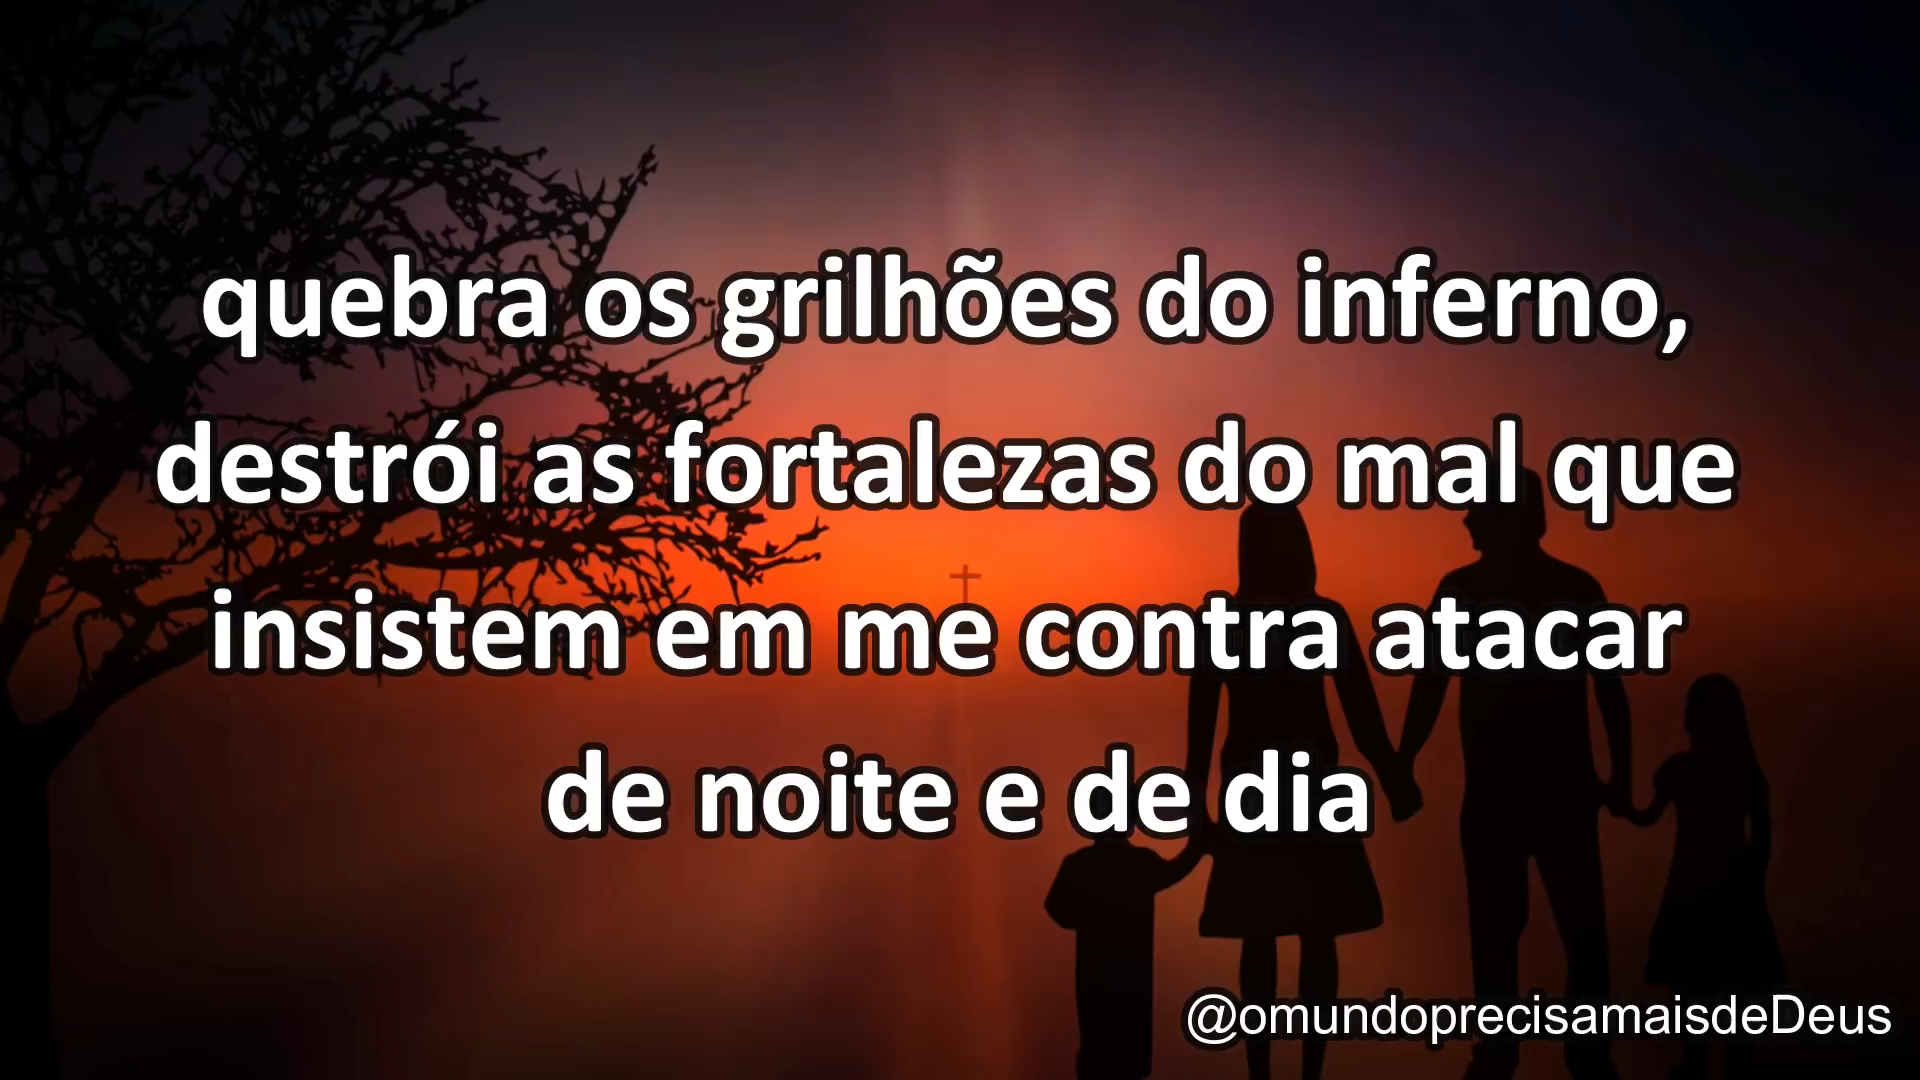 quebra os grilhões do inferno,
destrói as fortalezas do mal que
insistem em me contra atacar
de noite e de dia
@omundoprecisamaisdeDeus